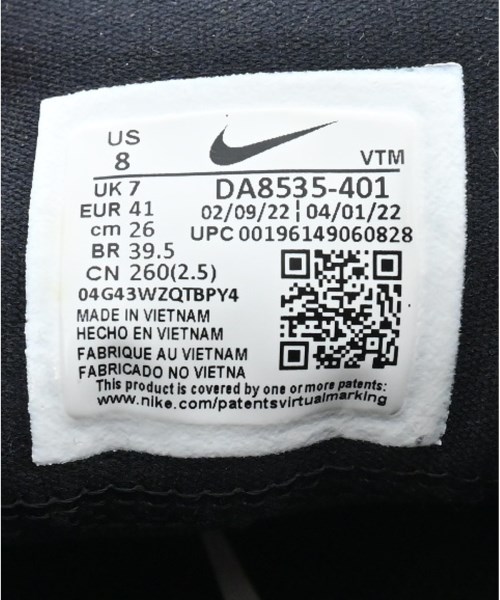 US
8
VTM
UK 7
DA8535-401
EUR 41
02/09/22 | 04/01/22
cm 26
UPC 00196149060828
BR 39.5
CN 260(2.5)
04G43WZQTBPY4
MADE IN VIETNAM
HECHO EN VIETNAM
FABRIQUE AU VIETNAM
FABRICADO NO VIETNA
This product is covered by one or more patents:
www.nike.com/patentsvirtualmarking